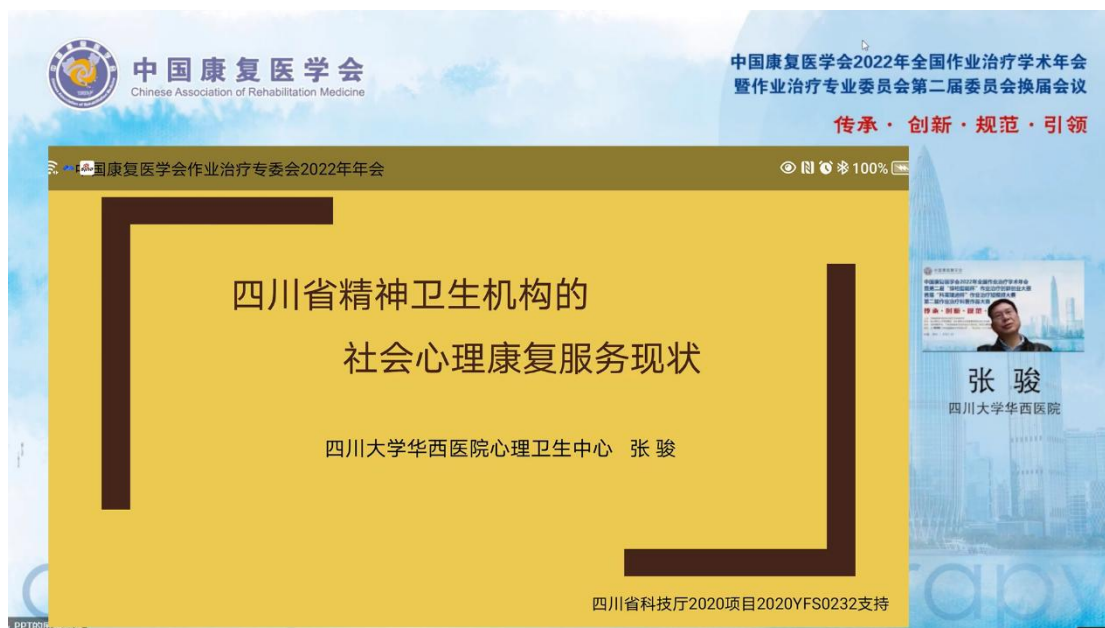 中国康复医学会
Chinese Association of Rehabilitation Medicine
中国康复医学会2022年全国作业治疗学术年会
暨作业治疗专业委员会第二届委员会换届会议
传承·创新·规范·引领
国康复医学会作业治疗专委会2022年年会
100%
四川省精神卫生机构的
社会心理康复服务现状
四川大学华西医院心理卫生中心 张 骏
四川省科技厅2020项目2020YFS0232支持
张 骏
四川大学华西医院